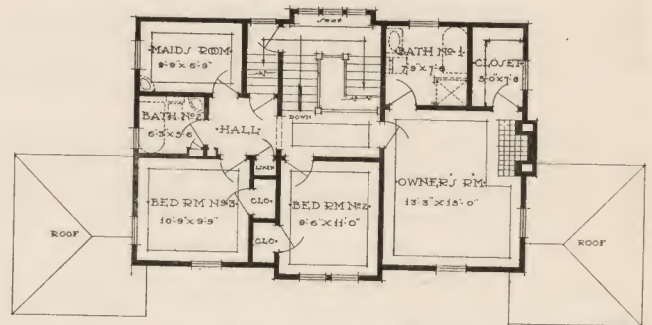 Seat
MAIDS ROOM
9'-9" X 6'-9"
BATH No 1
7'-9" X 7'-6"
CLOSET
5'-0" X 7'-6"
BATH No 2
6'-3" X 5'-6"
HALL
DOWN
LINEN
BED RM No 3
10'-9" X 9'-9"
CLO.
CLO.
BED RM No 2
9'-6" X 11'-0"
OWNER'S RM
13'-3" X 15'-0"
ROOF
ROOF